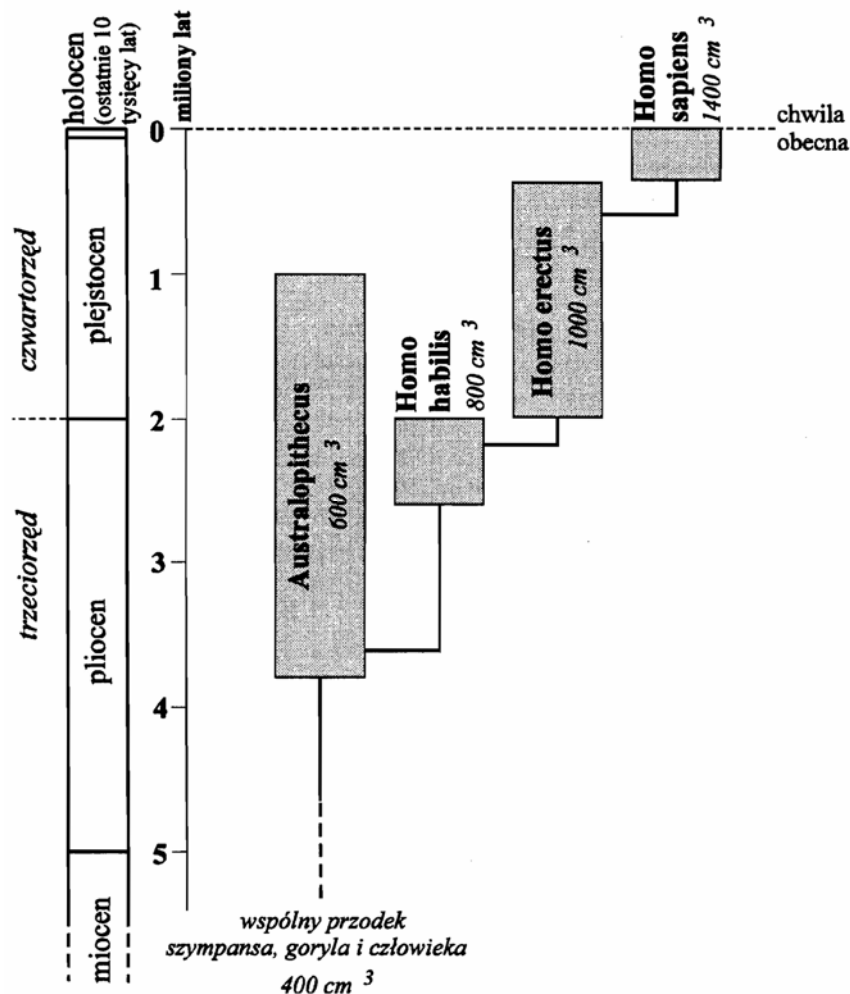 holocen
(ostatnie 10
tysięcy lat)
miliony lat
Homo
sapiens
1400 cm 3
0
chwila
obecna
czwartorzęd
plejstocen
1
Homo erectus
1000 cm 3
Homo
habilis
800 cm 3
2
Australopithecus
600 cm 3
trzeciorzęd
pliocen
3
4
5
miocen
wspólny przodek
szympansa, goryla i człowieka
400 cm 3